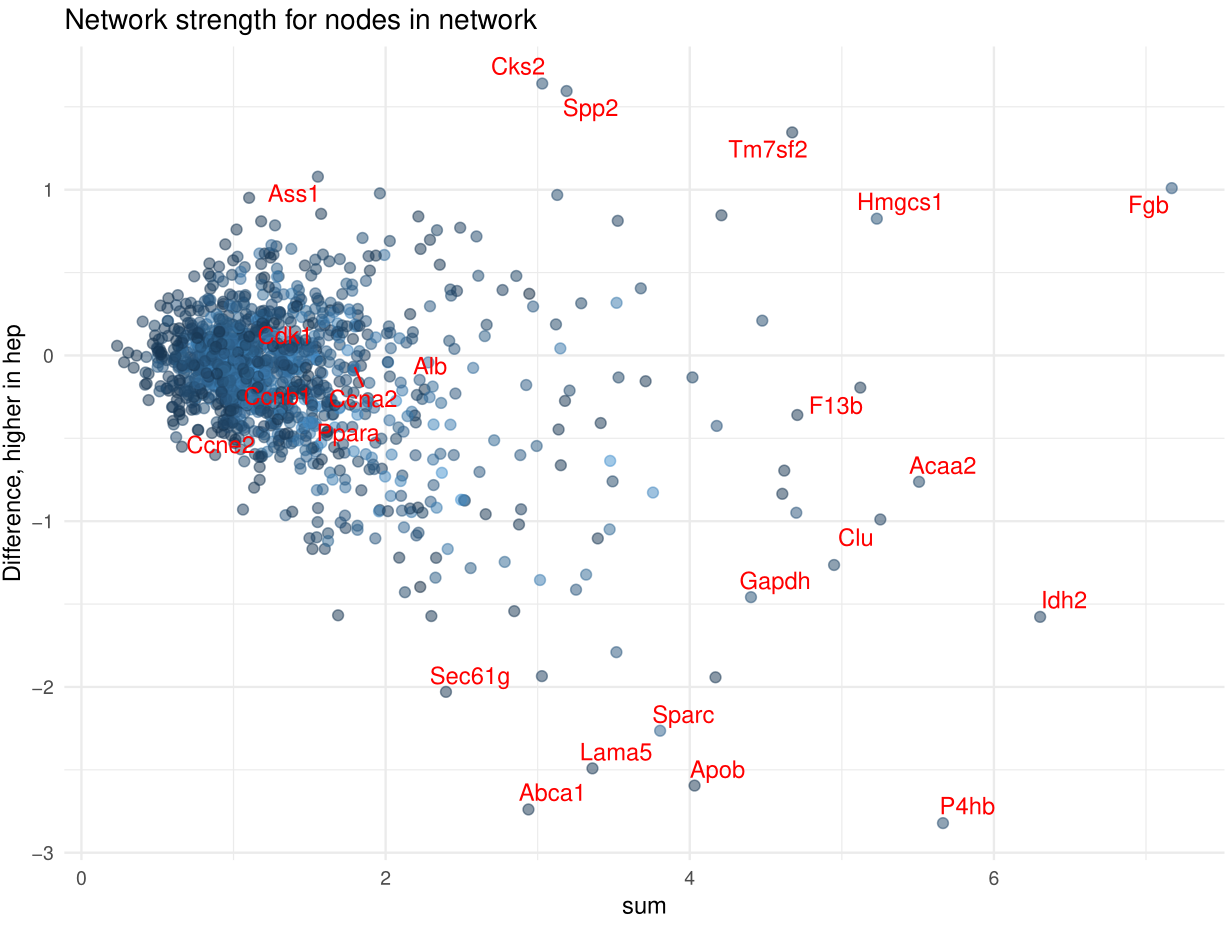 Network strength for nodes in network
Cks2
Spp2
Tm7sf2
Ass1
Hmgcs1
Fgb
Cdk1
Alb
Ccnb1
Ccna2
F13b
Ppara
Ccne2
Acaa2
Clu
Gapdh
Idh2
Sec61g
Sparc
Lama5
Apob
Abca1
P4hb
1
0
−1
−2
−3
Difference, higher in hep
0 2 4 6
sum